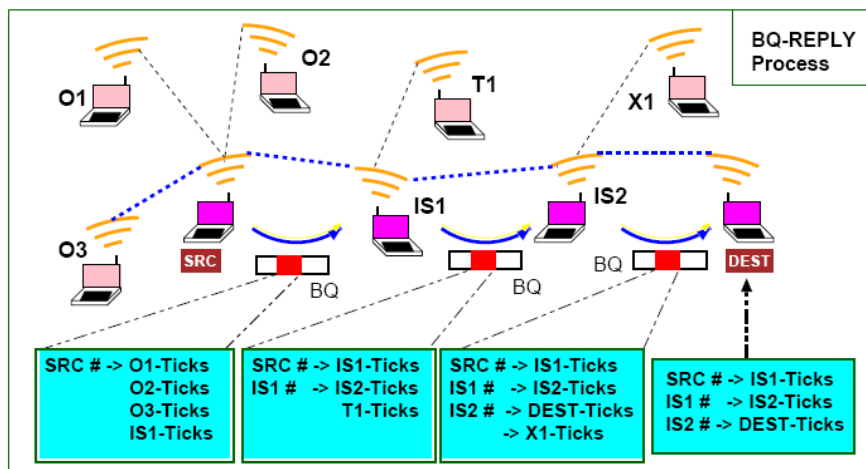 BQ-REPLY
Process
O1
O2
T1
X1
O3
SRC
IS1
IS2
DEST
BQ
BQ
BQ
SRC # -> O1-Ticks
O2-Ticks
O3-Ticks
IS1-Ticks
SRC # -> IS1-Ticks
IS1 # -> IS2-Ticks
T1-Ticks
SRC # -> IS1-Ticks
IS1 # -> IS2-Ticks
IS2 # -> DEST-Ticks
-> X1-Ticks
SRC # -> IS1-Ticks
IS1 # -> IS2-Ticks
IS2 # -> DEST-Ticks